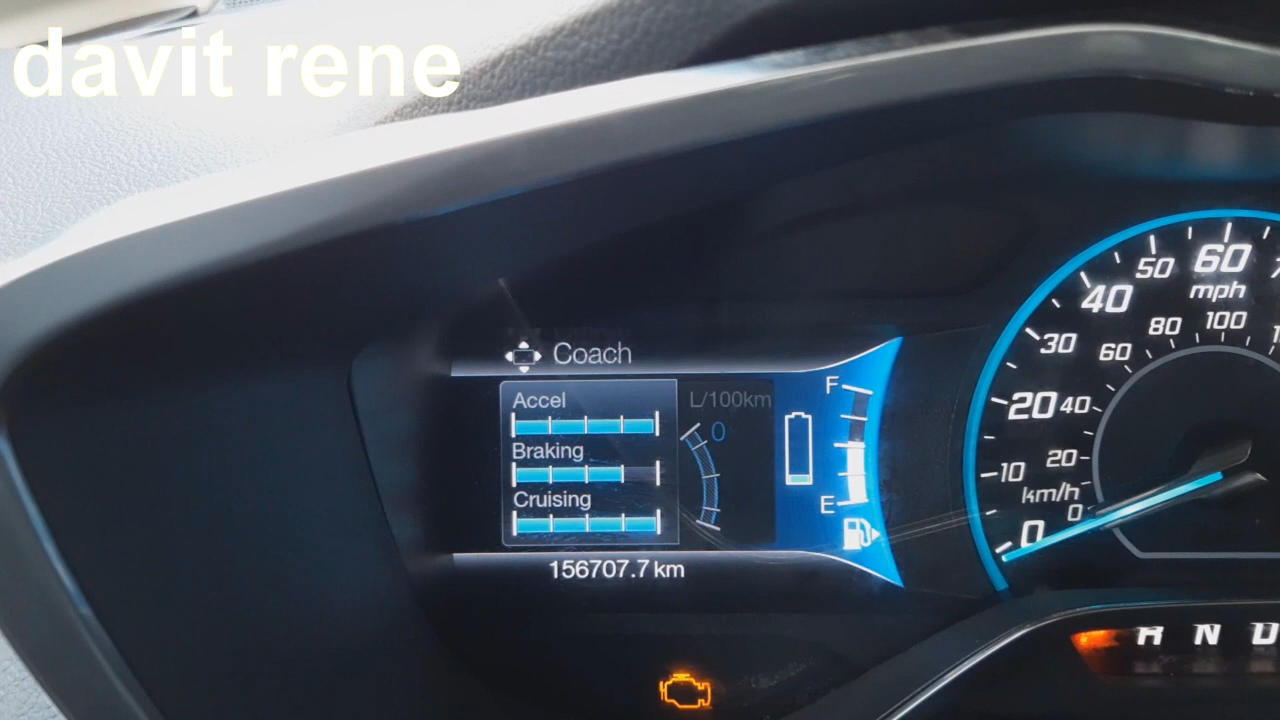 davit rene
Coach
Accel
L/100km
0
Braking
Cruising
F
E
156707.7 km
0
10
20
30
40
50
60
mph
0
20
40
60
80
100
km/h
R N D